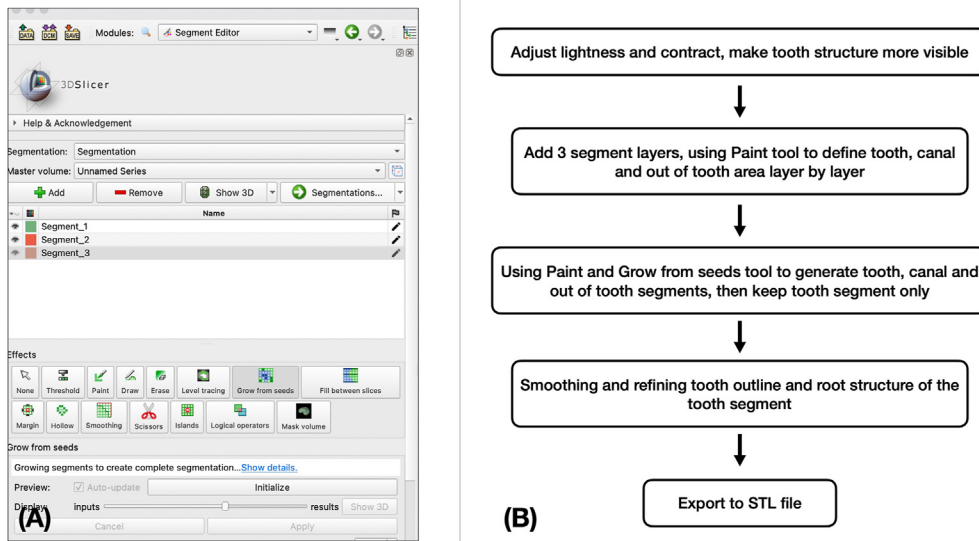 DATA DCM SAVE Modules: Segment Editor
3DSlicer
Help & Acknowledgement
Segmentation: Segmentation
Master volume: Unnamed Series
Add Remove Show 3D Segmentations...
Name
Segment_1
Segment_2
Segment_3
Effects
None Threshold Paint Draw Erase Level tracing Grow from seeds Fill between slices
Margin Hollow Smoothing Scissors Islands Logical operators Mask volume
Grow from seeds
Growing segments to create complete segmentation...Show details.
Preview: Auto-update Initialize
Display: inputs results Show 3D
Cancel Apply
(A)
Adjust lightness and contract, make tooth structure more visible
Add 3 segment layers, using Paint tool to define tooth, canal
and out of tooth area layer by layer
Using Paint and Grow from seeds tool to generate tooth, canal and
out of tooth segments, then keep tooth segment only
Smoothing and refining tooth outline and root structure of the
tooth segment
Export to STL file
(B)